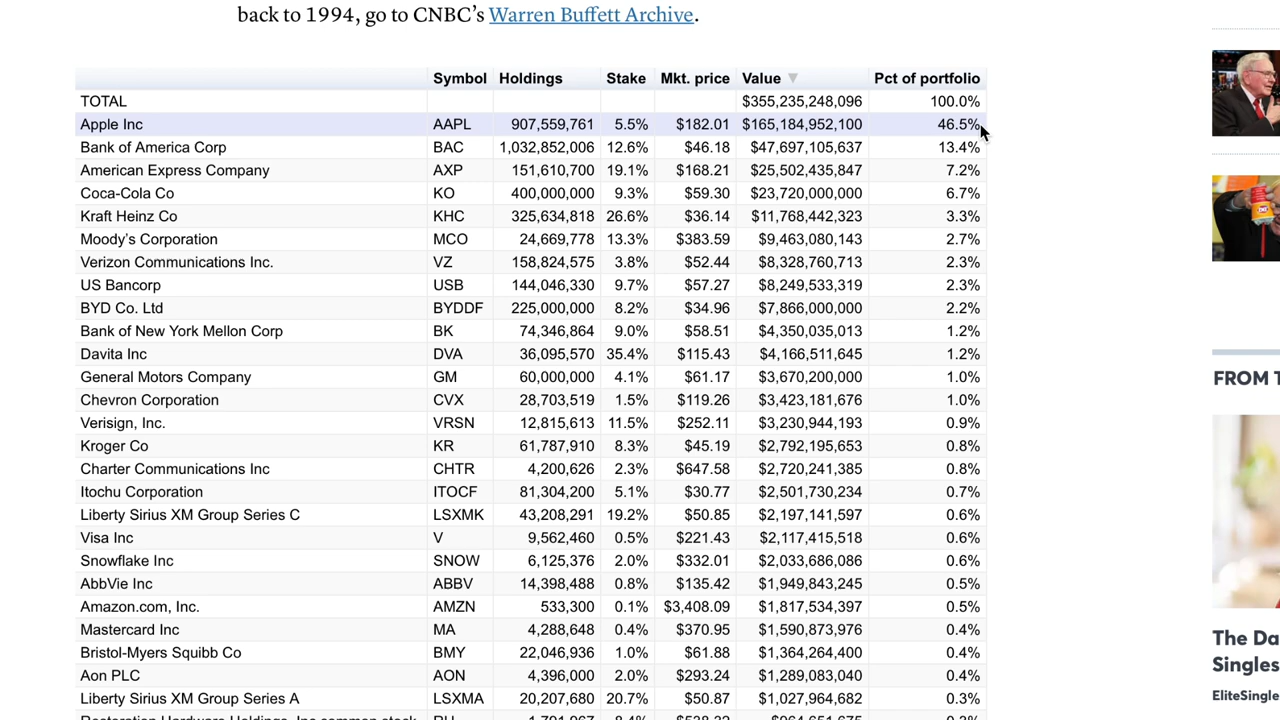 back to 1994, go to CNBC's Warren Buffett Archive.
Symbol Holdings Stake Mkt. price Value ▼ Pct of portfolio
TOTAL $355,235,248,096 100.0%
Apple Inc AAPL 907,559,761 5.5% $182.01 $165,184,952,100 46.5%
Bank of America Corp BAC 1,032,852,006 12.6% $46.18 $47,697,105,637 13.4%
American Express Company AXP 151,610,700 19.1% $168.21 $25,502,435,847 7.2%
Coca-Cola Co KO 400,000,000 9.3% $59.30 $23,720,000,000 6.7%
Kraft Heinz Co KHC 325,634,818 26.6% $36.14 $11,768,442,323 3.3%
Moody's Corporation MCO 24,669,778 13.3% $383.59 $9,463,080,143 2.7%
Verizon Communications Inc. VZ 158,824,575 3.8% $52.44 $8,328,760,713 2.3%
US Bancorp USB 144,046,330 9.7% $57.27 $8,249,533,319 2.3%
BYD Co. Ltd BYDDF 225,000,000 8.2% $34.96 $7,866,000,000 2.2%
Bank of New York Mellon Corp BK 74,346,864 9.0% $58.51 $4,350,035,013 1.2%
Davita Inc DVA 36,095,570 35.4% $115.43 $4,166,511,645 1.2%
General Motors Company GM 60,000,000 4.1% $61.17 $3,670,200,000 1.0%
Chevron Corporation CVX 28,703,519 1.5% $119.26 $3,423,181,676 1.0%
Verisign, Inc. VRSN 12,815,613 11.5% $252.11 $3,230,944,193 0.9%
Kroger Co KR 61,787,910 8.3% $45.19 $2,792,195,653 0.8%
Charter Communications Inc CHTR 4,200,626 2.3% $647.58 $2,720,241,385 0.8%
Itochu Corporation ITOCF 81,304,200 5.1% $30.77 $2,501,730,234 0.7%
Liberty Sirius XM Group Series C LSXMK 43,208,291 19.2% $50.85 $2,197,141,597 0.6%
Visa Inc V 9,562,460 0.5% $221.43 $2,117,415,518 0.6%
Snowflake Inc SNOW 6,125,376 2.0% $332.01 $2,033,686,086 0.6%
AbbVie Inc ABBV 14,398,488 0.8% $135.42 $1,949,843,245 0.5%
Amazon.com, Inc. AMZN 533,300 0.1% $3,408.09 $1,817,534,397 0.5%
Mastercard Inc MA 4,288,648 0.4% $370.95 $1,590,873,976 0.4%
Bristol-Myers Squibb Co BMY 22,046,936 1.0% $61.88 $1,364,264,400 0.4%
Aon PLC AON 4,396,000 2.0% $293.24 $1,289,083,040 0.4%
Liberty Sirius XM Group Series A LSXMA 20,207,680 20.7% $50.87 $1,027,964,682 0.3%
Restoration Hardware Holdings, Inc common stock RH
FROM T
The Da
Singles
EliteSingle